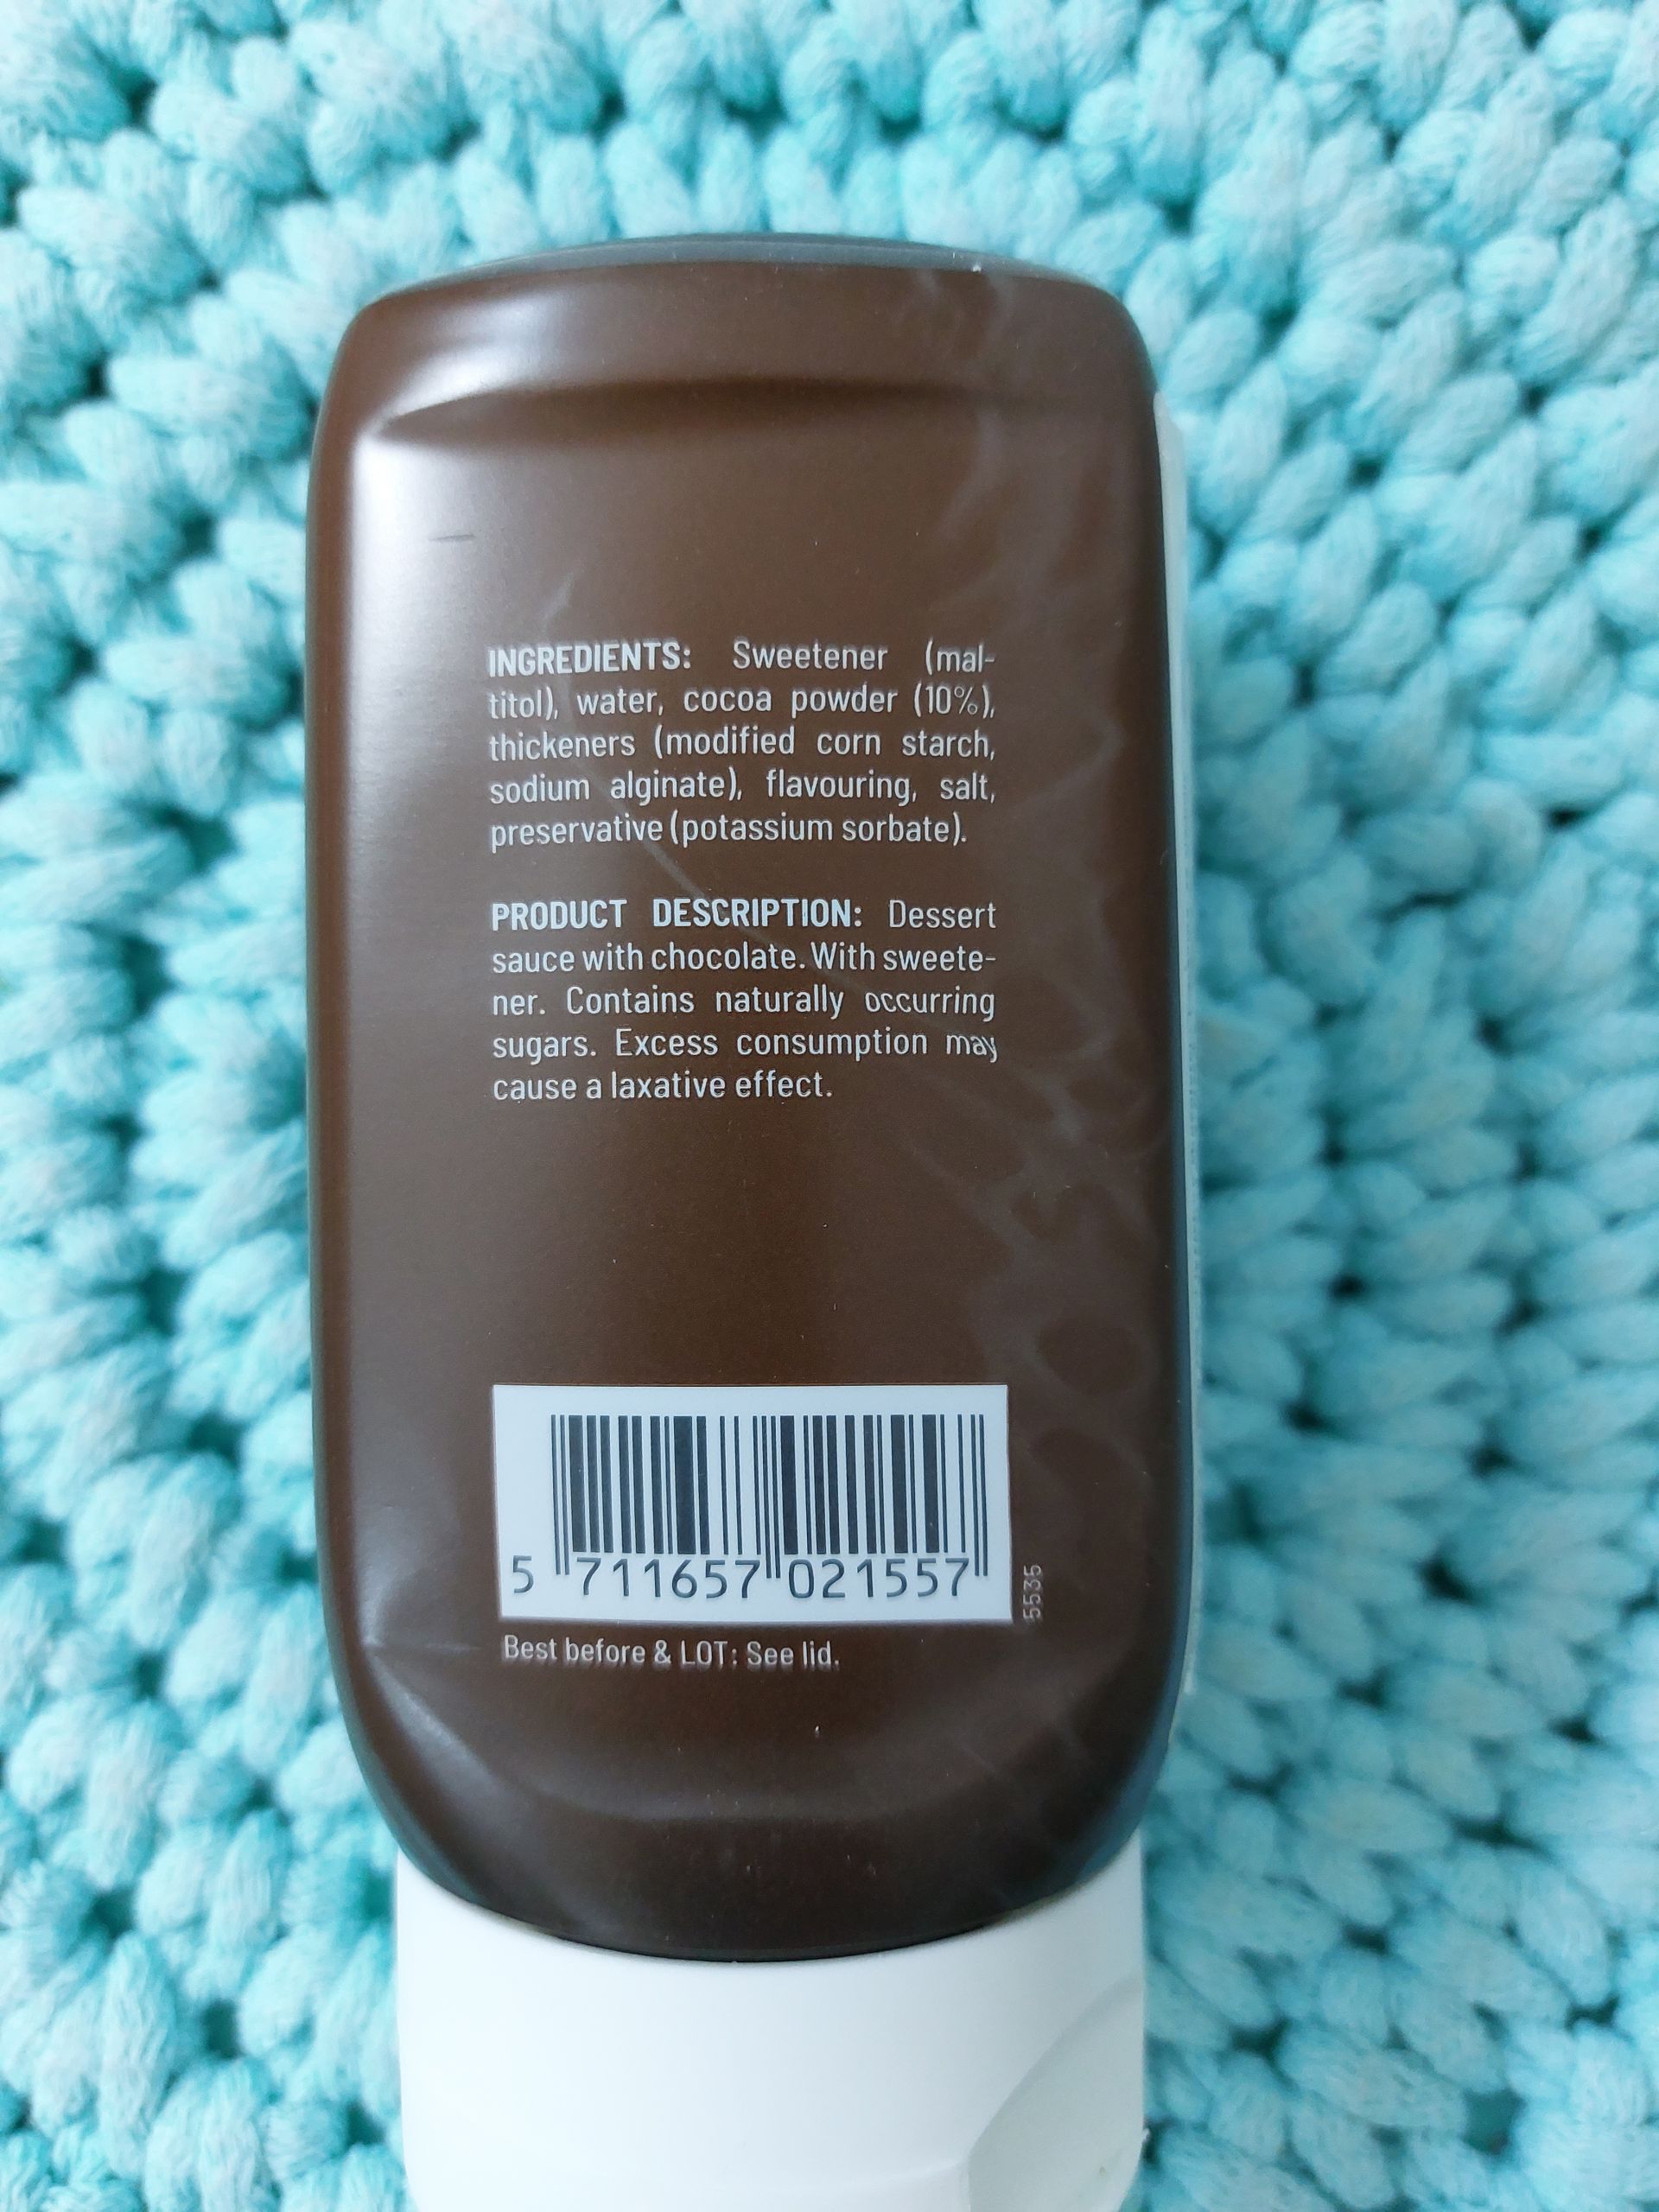 INGREDIENTS: Sweetener (mal-
titol), water, cocoa powder (10%),
thickeners (modified corn starch,
sodium alginate), flavouring, salt,
preservative (potassium sorbate).
PRODUCT DESCRIPTION: Dessert
sauce with chocolate. With sweete-
ner. Contains naturally occurring
sugars. Excess consumption may
cause a laxative effect.
5 711657 021557
5535
Best before & LOT: See lid.